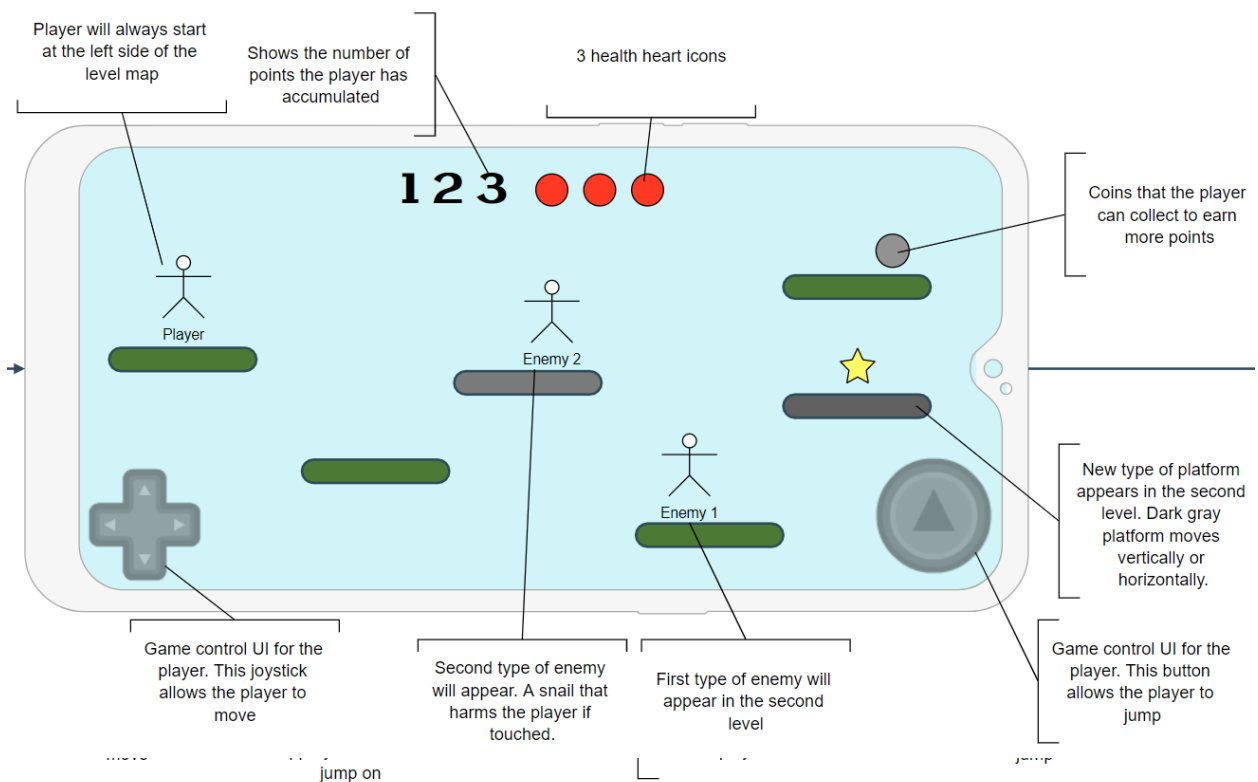 Player will always start
at the left side of the
level map
Shows the number of
points the player has
accumulated
3 health heart icons
123
Coins that the player
can collect to earn
more points
Player
Enemy 2
Enemy 1
New type of platform
appears in the second
level. Dark gray
platform moves
vertically or
horizontally.
Game control UI for the
player. This joystick
allows the player to
move
Second type of enemy
will appear. A snail that
harms the player if
touched.
First type of enemy will
appear in the second
level
Game control UI for the
player. This button
allows the player to
jump
jump on